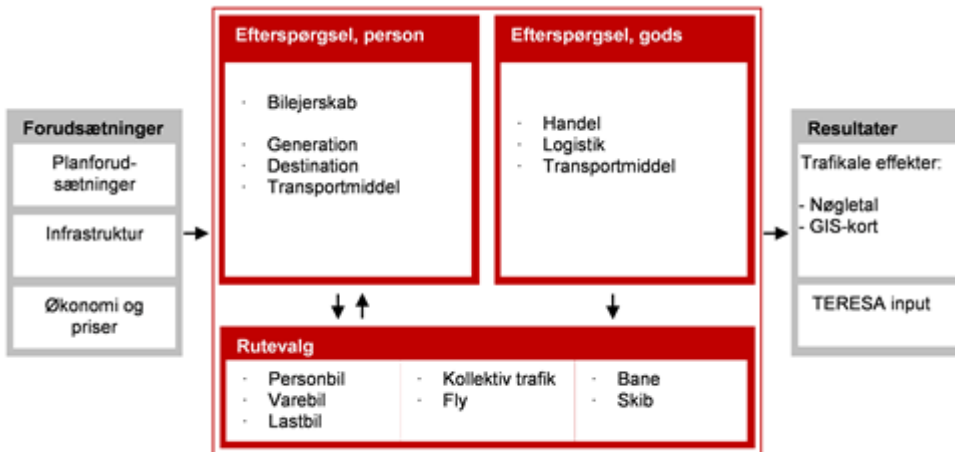 Forudsætninger
Planforud-
sætninger
Infrastruktur
Økonomi og
priser
Efterspørgsel, person
· Bilejerskab
· Generation
· Destination
· Transportmiddel
Efterspørgsel, gods
· Handel
· Logistik
· Transportmiddel
Rutevalg
· Personbil
· Varebil
· Lastbil
· Kollektiv trafik
· Fly
· Bane
· Skib
Resultater
Trafikale effekter:
- Nøgletal
- GIS-kort
TERESA input